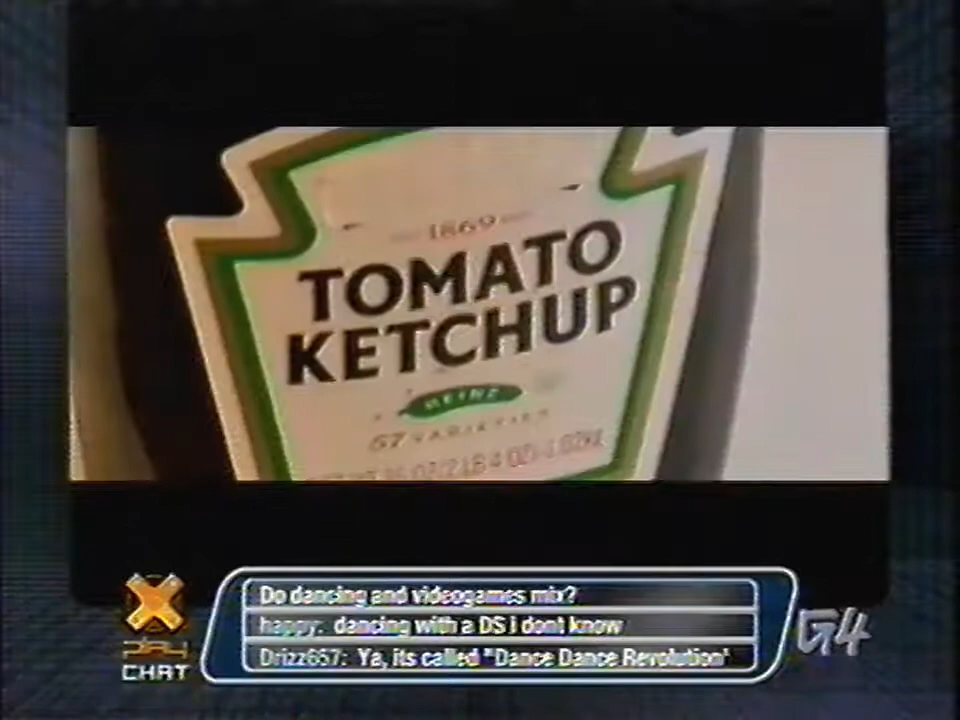 1869
TOMATO
KETCHUP
HEINZ
57 VARIETIES
Do dancing and videogames mix?
happy: dancing with a DS i dont know
Drizz657: Ya, its called "Dance Dance Revolution"
CHAT
G4